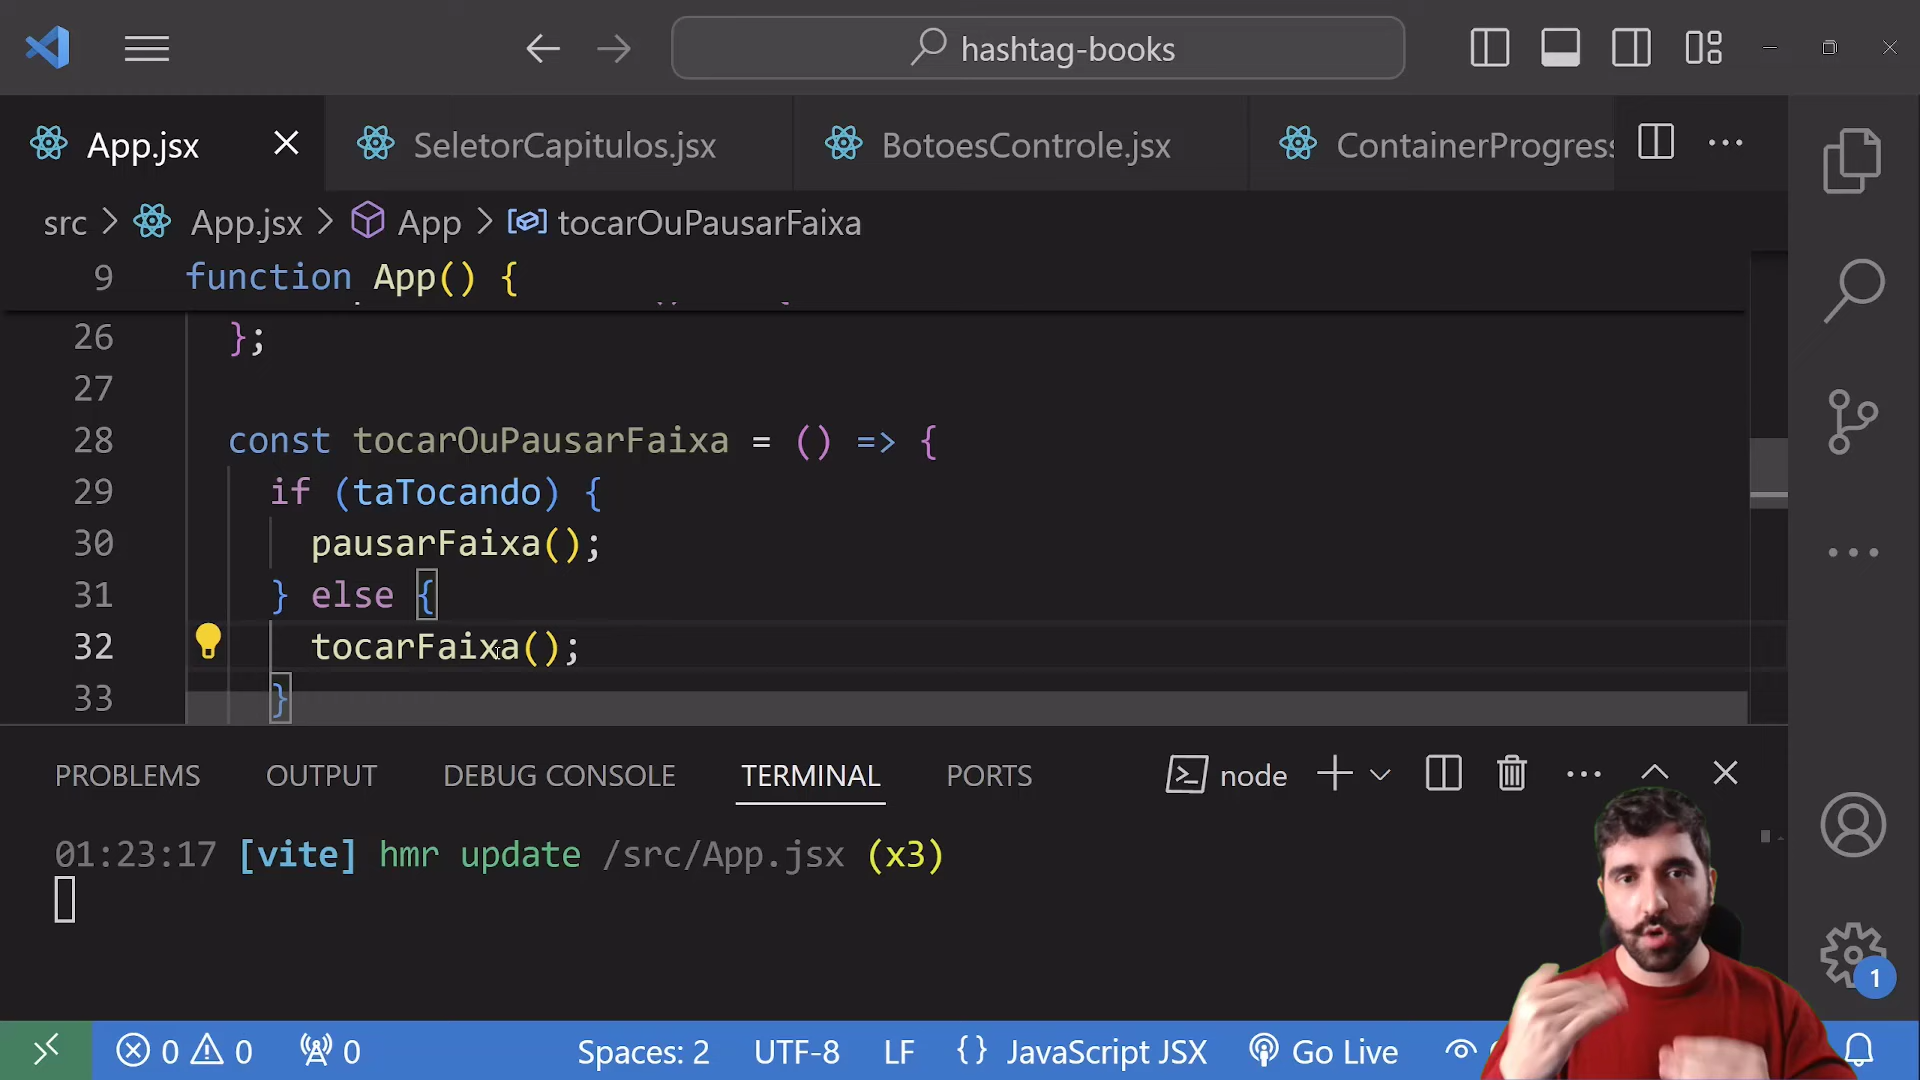 hashtag-books
App.jsx
SeletorCapitulos.jsx
BotoesControle.jsx
ContainerProgress
src > App.jsx > App > tocarOuPausarFaixa
9 function App() {
26 };
27
28 const tocarOuPausarFaixa = () => {
29 if (taTocando) {
30 pausarFaixa();
31 } else {
32 tocarFaixa();
33 }
PROBLEMS OUTPUT DEBUG CONSOLE TERMINAL PORTS
node
01:23:17 [vite] hmr update /src/App.jsx (x3)
1
0 0 0 Spaces: 2 UTF-8 LF {} JavaScript JSX Go Live